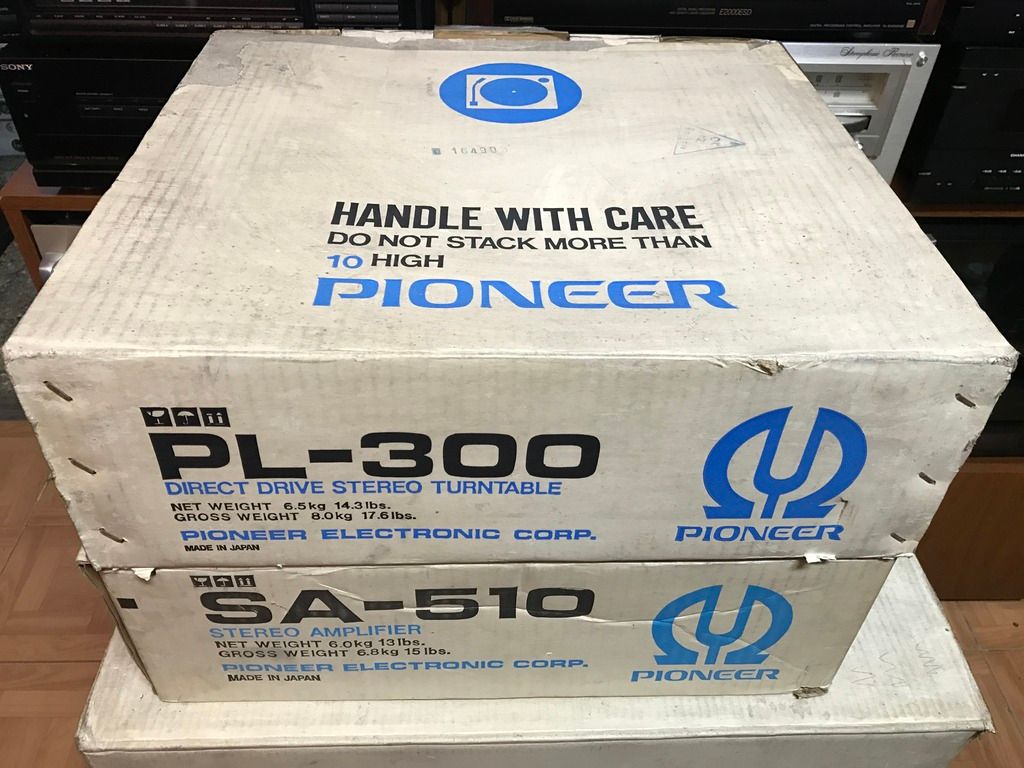 SONY
E2000ESD
Stereophonic Receiver
16430
HANDLE WITH CARE
DO NOT STACK MORE THAN
10 HIGH
PIONEER
PL-300
DIRECT DRIVE STEREO TURNTABLE
NET WEIGHT 6.5kg 14.3lbs.
GROSS WEIGHT 8.0kg 17.6lbs.
PIONEER ELECTRONIC CORP.
MADE IN JAPAN
PIONEER
SA-510
STEREO AMPLIFIER
NET WEIGHT 6.0kg 13lbs.
GROSS WEIGHT 6.8kg 15lbs.
PIONEER ELECTRONIC CORP.
MADE IN JAPAN
PIONEER